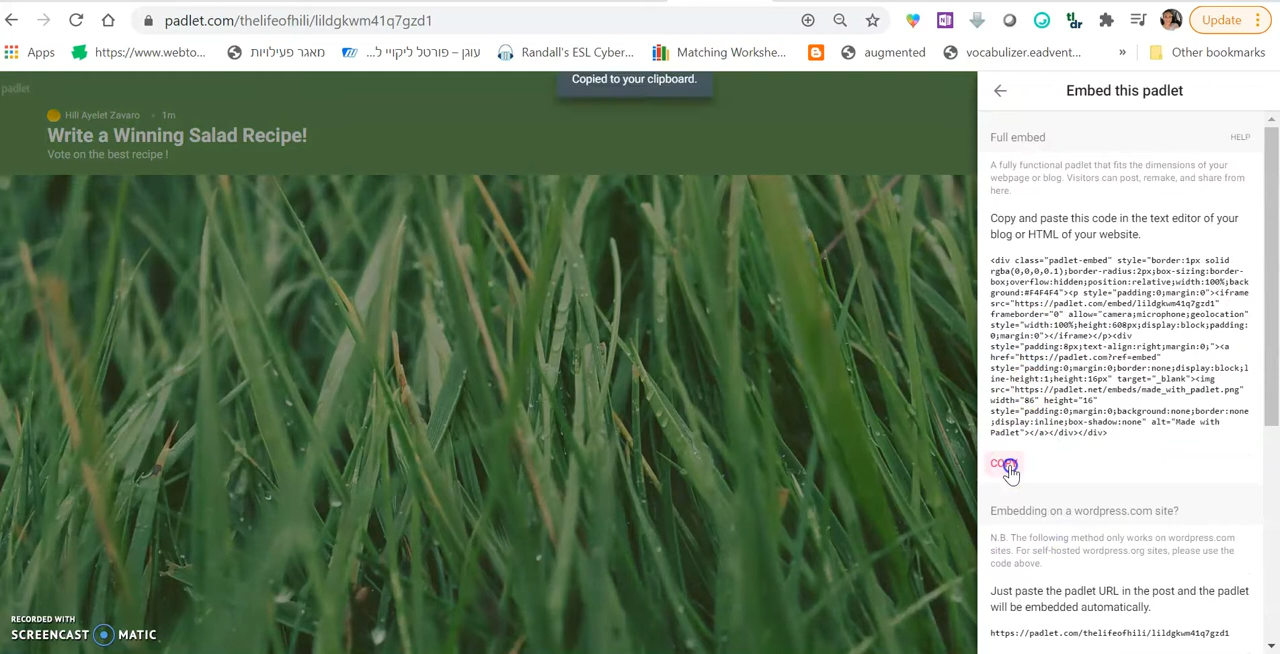 padlet.com/thelifeofhili/lildgkwm41q7gzd1
Update
Apps
https://www.webto...
מאגר פעילויות
עוגן – פורטל ליקויי ל...
Randall's ESL Cyber...
Matching Workshe...
augmented
vocabulizer.eadvent...
»
Other bookmarks
padlet
Copied to your clipboard.
Hill Ayelet Zavaro • 1m
Write a Winning Salad Recipe!
Vote on the best recipe !
Embed this padlet
Full embed
HELP
A fully functional padlet that fits the dimensions of your
webpage or blog. Visitors can post, remake, and share from
here.
Copy and paste this code in the text editor of your
blog or HTML of your website.
<div class="padlet-embed" style="border:1px solid
rgba(0,0,0,0.1);border-radius:2px;box-sizing:border-
box;overflow:hidden;position:relative;width:100%;bac
kground:#F4F4F4"><p style="padding:0;margin:0"><iframe
src="https://padlet.com/embed/lildgkwm41q7gzd1"
frameborder="0" allow="camera;microphone;geolocation"
style="width:100%;height:608px;display:block;padding:
0;margin:0"></iframe></p><div
style="padding:8px;text-align:right;margin:0;"><a
href="https://padlet.com?ref=embed"
style="padding:0;margin:0;border:none;display:block;l
ine-height:1;height:16px" target="_blank"><img
src="https://padlet.net/embeds/made_with_padlet.png"
width="86" height="16"
style="padding:0;margin:0;background:none;border:none
;display:inline;box-shadow:none" alt="Made with
Padlet"></a></div></div>
COPY
Embedding on a wordpress.com site?
N.B. The following method only works on wordpress.com
sites. For self-hosted wordpress.org sites, please use the
code above.
Just paste the padlet URL in the post and the padlet
will be embedded automatically.
https://padlet.com/thelifeofhili/lildgkwm41q7gzd1
RECORDED WITH
SCREENCAST MATIC